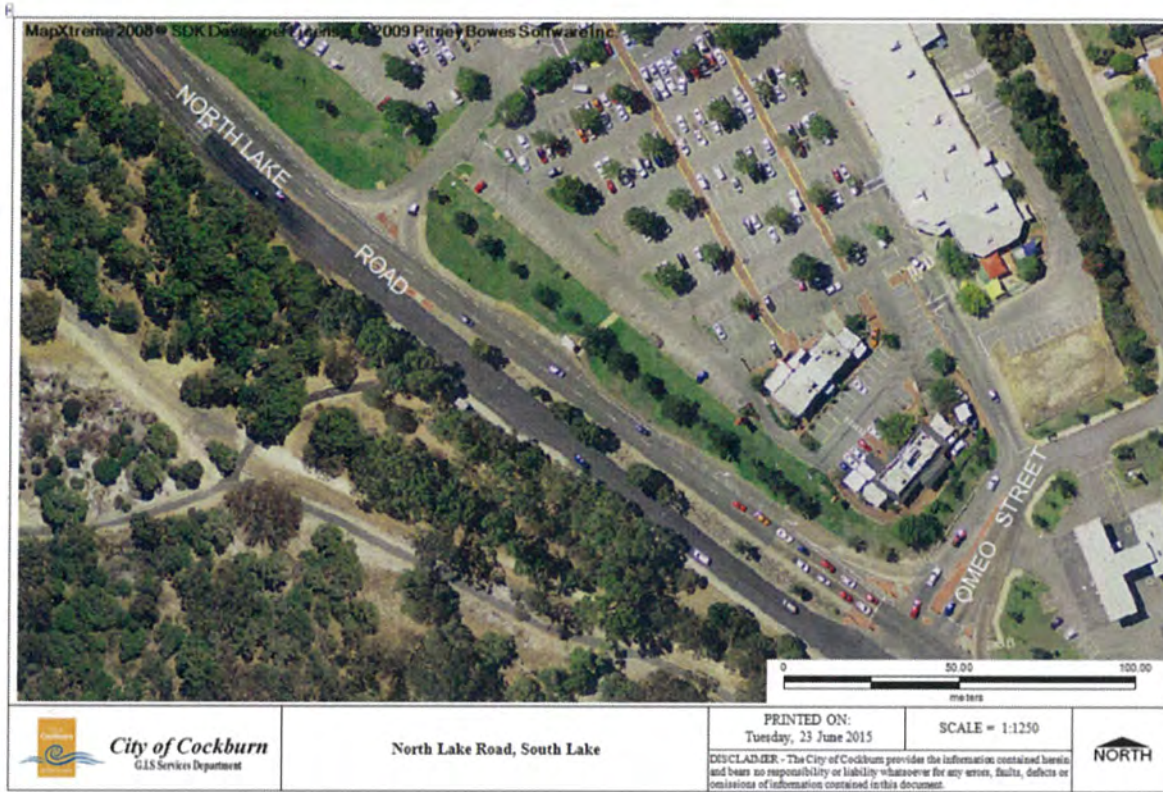 MapXtreme 2008 ® SDK Developer License. © 2009 Pitney Bowes Software Inc.
NORTH LAKE
ROAD
OMEO STREET
0 50.00 100.00
meters
City of Cockburn
G.I.S Services Department
North Lake Road, South Lake
PRINTED ON:
Tuesday, 23 June 2015
SCALE = 1:1250
DISCLAIMER - The City of Cockburn provides the information contained herein
and bears no responsibility or liability whatsoever for any errors, faults, defects or
omissions of information contained in this document.
NORTH